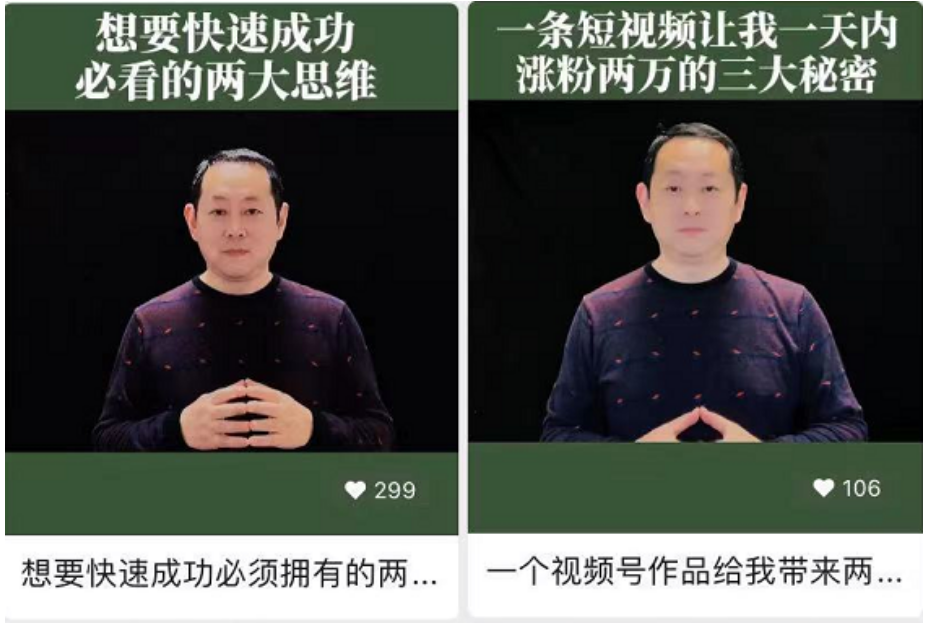 想要快速成功
必看的两大思维
299
想要快速成功必须拥有的两...
一条短视频让我一天内
涨粉两万的三大秘密
106
一个视频号作品给我带来两...